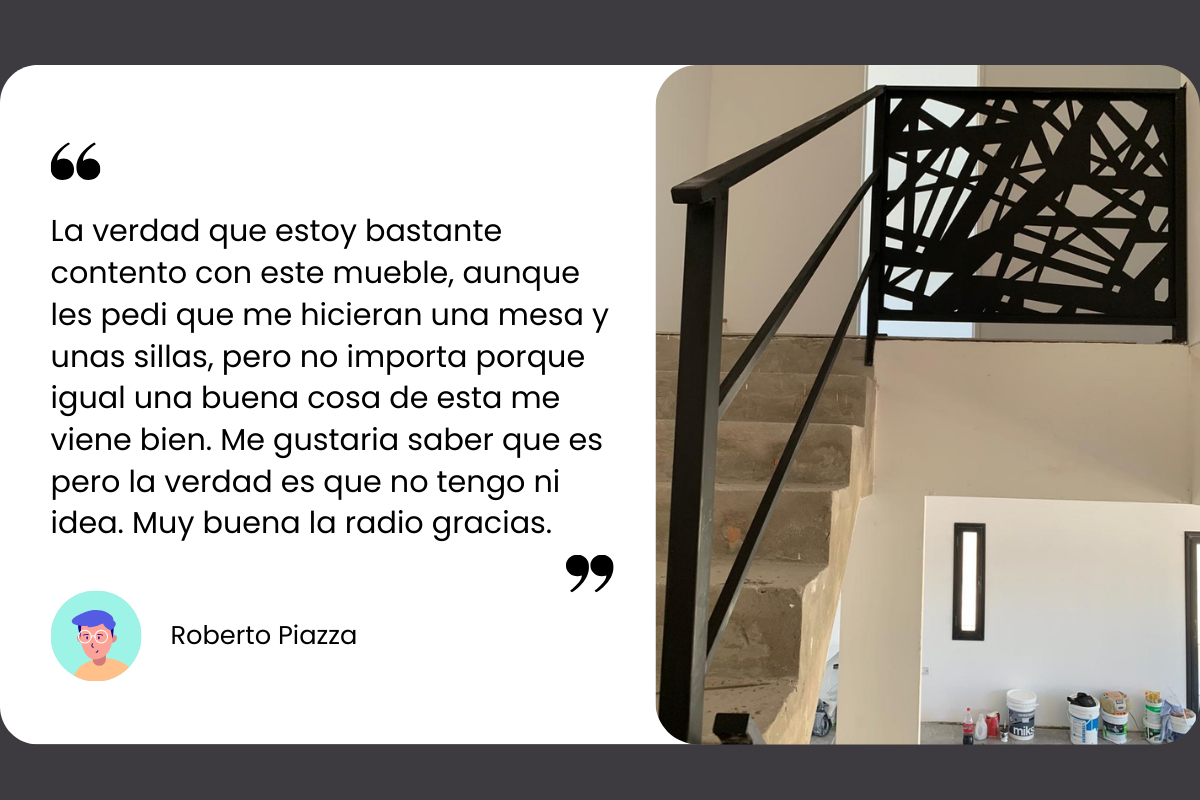 La verdad que estoy bastante
contento con este mueble, aunque
les pedi que me hicieran una mesa y
unas sillas, pero no importa porque
igual una buena cosa de esta me
viene bien. Me gustaria saber que es
pero la verdad es que no tengo ni
idea. Muy buena la radio gracias.
Roberto Piazza
miks